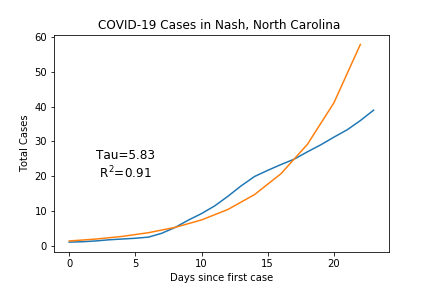 COVID-19 Cases in Nash, North Carolina
60
50
40
30
20
10
0
Total Cases
Tau=5.83
R²=0.91
0 5 10 15 20
Days since first case